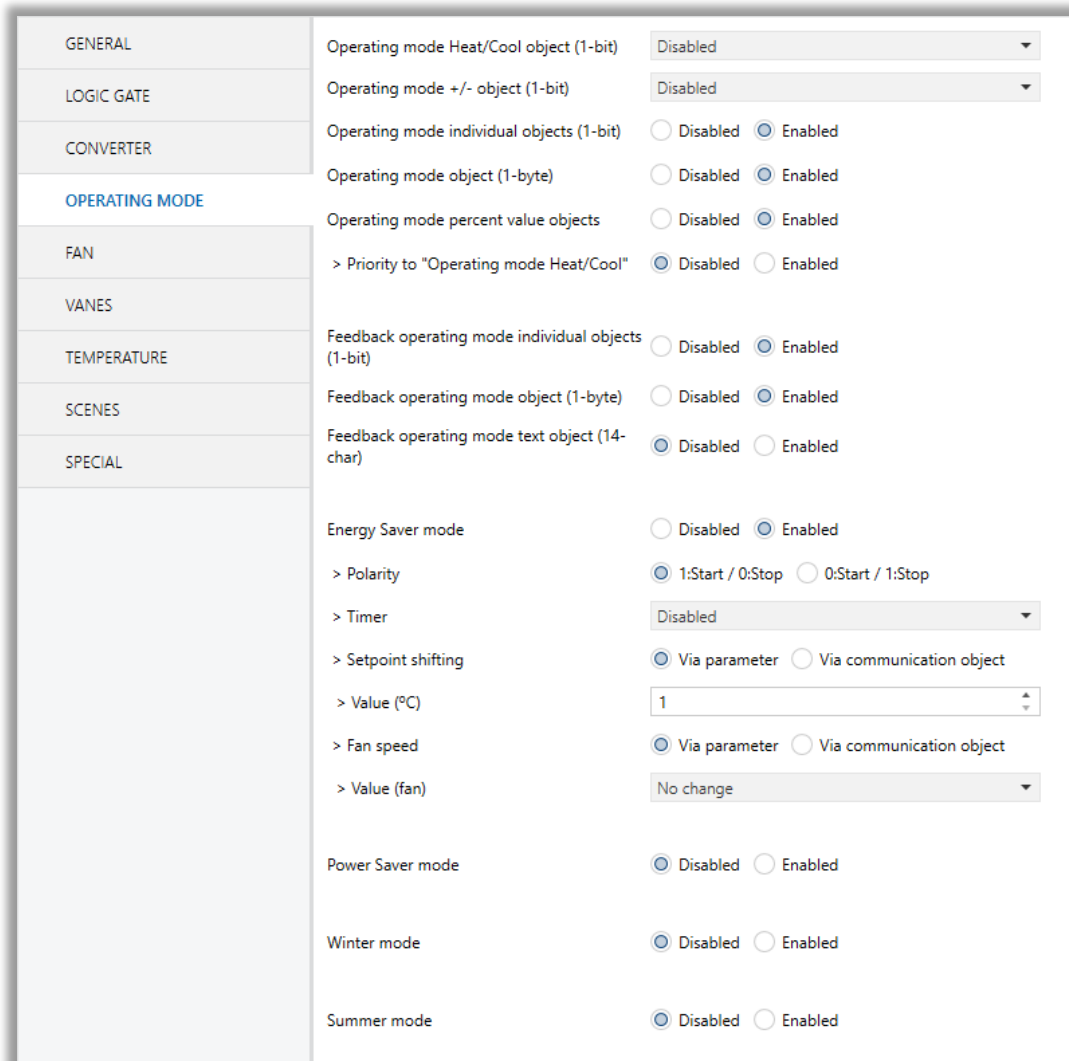 GENERAL
LOGIC GATE
CONVERTER
OPERATING MODE
FAN
VANES
TEMPERATURE
SCENES
SPECIAL
Operating mode Heat/Cool object (1-bit) Disabled
Operating mode +/- object (1-bit) Disabled
Operating mode individual objects (1-bit) Disabled Enabled
Operating mode object (1-byte) Disabled Enabled
Operating mode percent value objects Disabled Enabled
> Priority to "Operating mode Heat/Cool" Disabled Enabled
Feedback operating mode individual objects
(1-bit) Disabled Enabled
Feedback operating mode object (1-byte) Disabled Enabled
Feedback operating mode text object (14-
char) Disabled Enabled
Energy Saver mode Disabled Enabled
> Polarity 1:Start / 0:Stop 0:Start / 1:Stop
> Timer Disabled
> Setpoint shifting Via parameter Via communication object
> Value (ºC) 1
> Fan speed Via parameter Via communication object
> Value (fan) No change
Power Saver mode Disabled Enabled
Winter mode Disabled Enabled
Summer mode Disabled Enabled